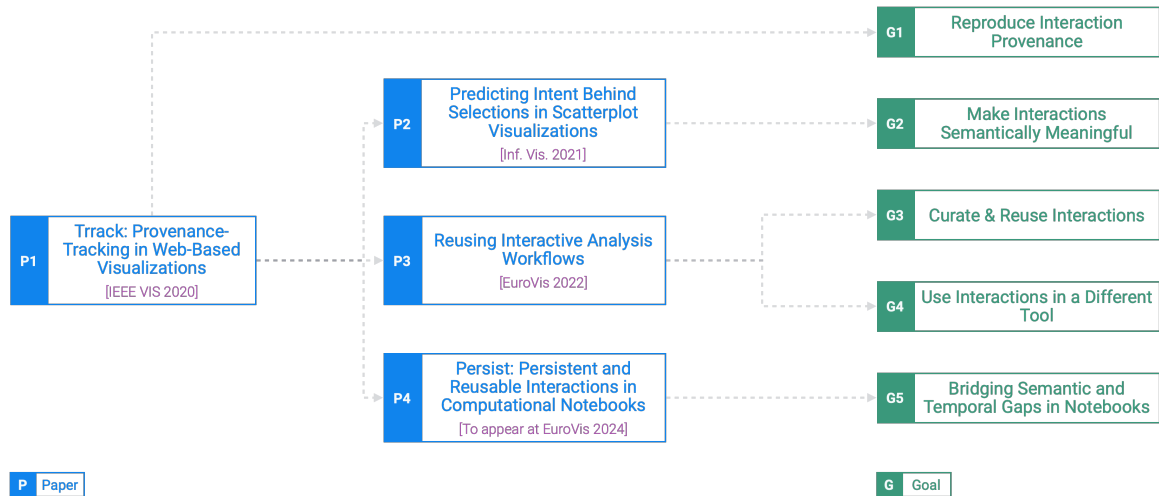 G1
Reproduce Interaction
Provenance
P2
Predicting Intent Behind
Selections in Scatterplot
Visualizations
[Inf. Vis. 2021]
G2
Make Interactions
Semantically Meaningful
P1
Trrack: Provenance-
Tracking in Web-Based
Visualizations
[IEEE VIS 2020]
P3
Reusing Interactive Analysis
Workflows
[EuroVis 2022]
G3
Curate & Reuse Interactions
G4
Use Interactions in a Different
Tool
P4
Persist: Persistent and
Reusable Interactions in
Computational Notebooks
[To appear at EuroVis 2024]
G5
Bridging Semantic and
Temporal Gaps in Notebooks
P Paper
G Goal